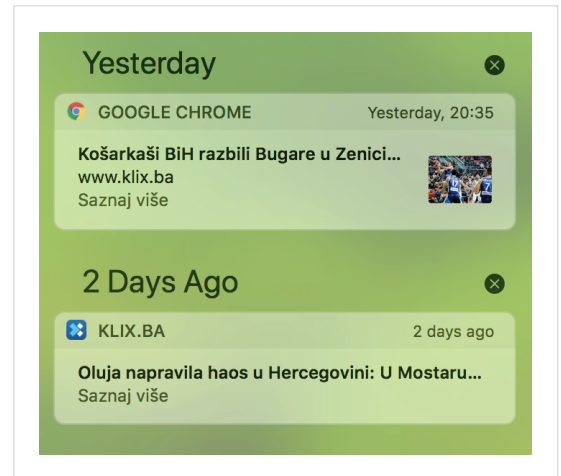 Yesterday
GOOGLE CHROME Yesterday, 20:35
Košarkaši BiH razbili Bugare u Zenici...
www.klix.ba
Saznaj više
2 Days Ago
KLIX.BA 2 days ago
Oluja napravila haos u Hercegovini: U Mostaru...
Saznaj više